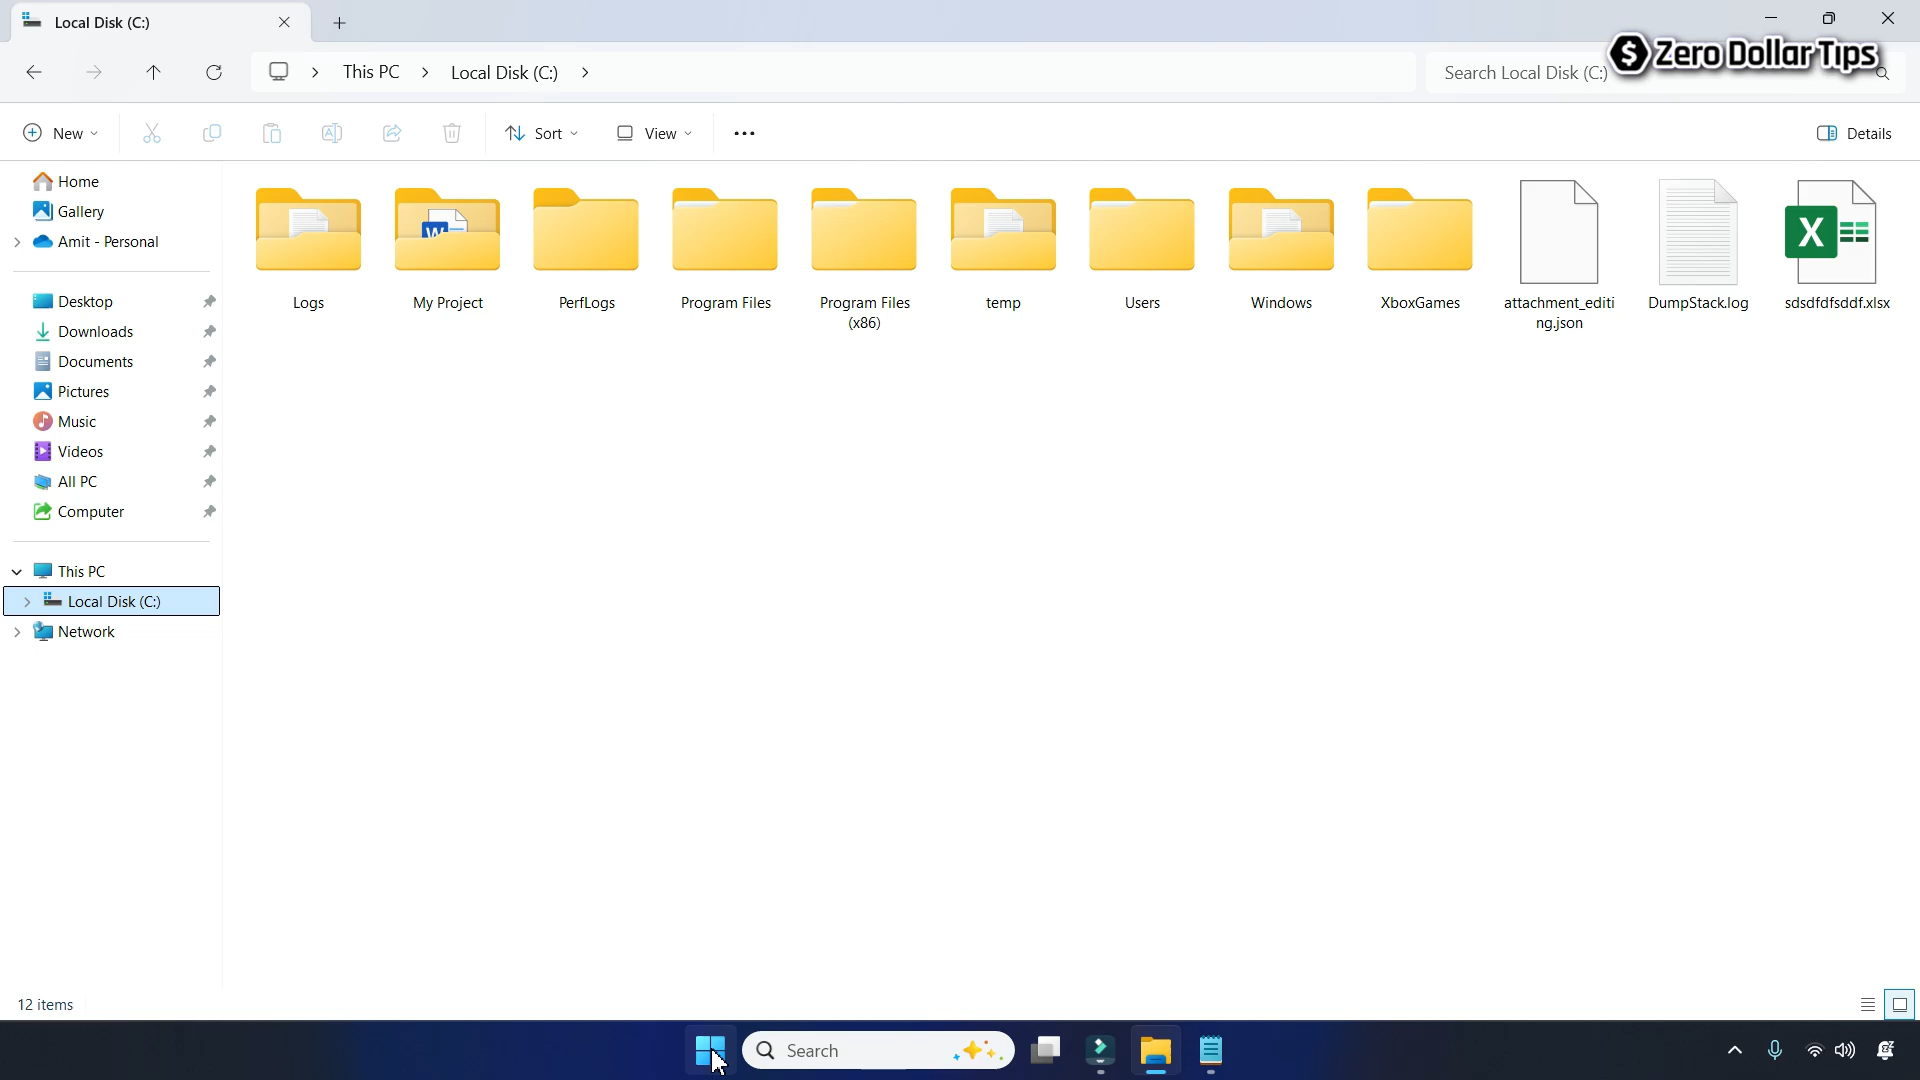 Local Disk (C:)
Zero Dollar Tips
This PC
Local Disk (C:)
Search Local Disk (C:)
New
Sort
View
Details
Home
Gallery
Amit - Personal
Desktop
Downloads
Documents
Pictures
Music
Videos
All PC
Computer
This PC
Local Disk (C:)
Network
Logs
My Project
PerfLogs
Program Files
Program Files
(x86)
temp
Users
Windows
XboxGames
attachment_editi
ng.json
DumpStack.log
sdsdfdfsddf.xlsx
12 items
Search